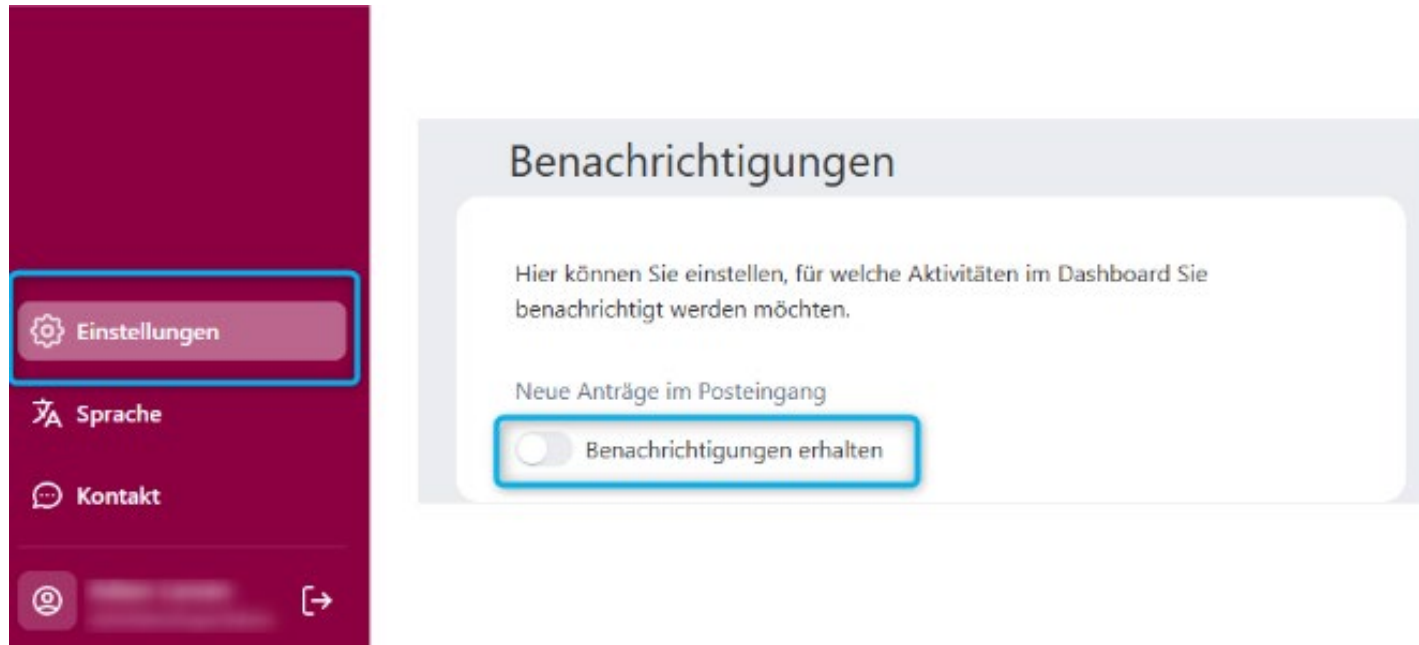 Einstellungen
Sprache
Kontakt
Benachrichtigungen
Hier können Sie einstellen, für welche Aktivitäten im Dashboard Sie
benachrichtigt werden möchten.
Neue Anträge im Posteingang
Benachrichtigungen erhalten